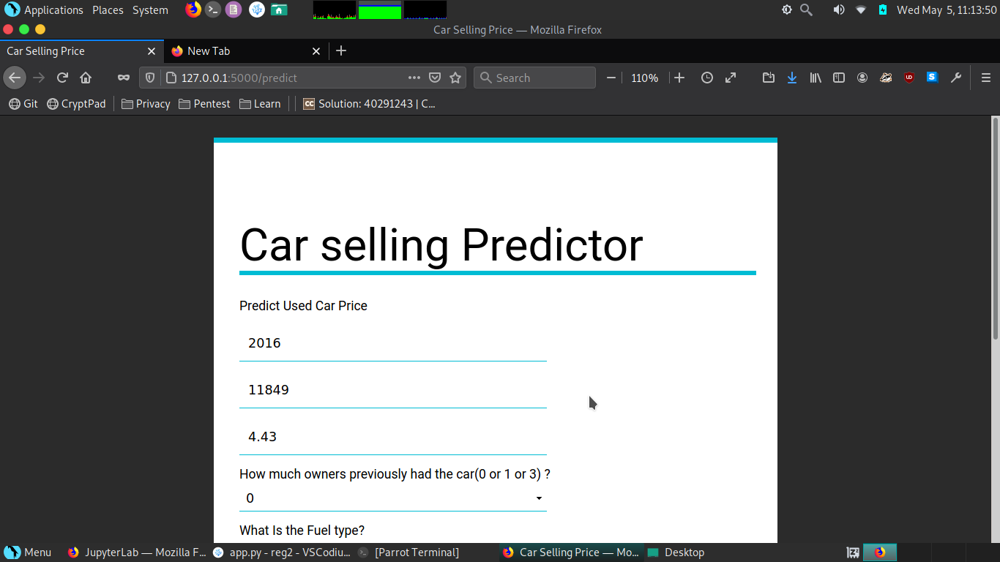 Applications Places System Wed May 5, 11:13:50
Car Selling Price — Mozilla Firefox
Car Selling Price New Tab
127.0.0.1:5000/predict Search 110%
Git CryptPad Privacy Pentest Learn CC Solution: 40291243 | C...
Car selling Predictor
Predict Used Car Price
2016
11849
4.43
How much owners previously had the car(0 or 1 or 3) ?
0
What Is the Fuel type?
Menu JupyterLab — Mozilla F... app.py - reg2 - VSCodiu... [Parrot Terminal] Car Selling Price — Mo... Desktop